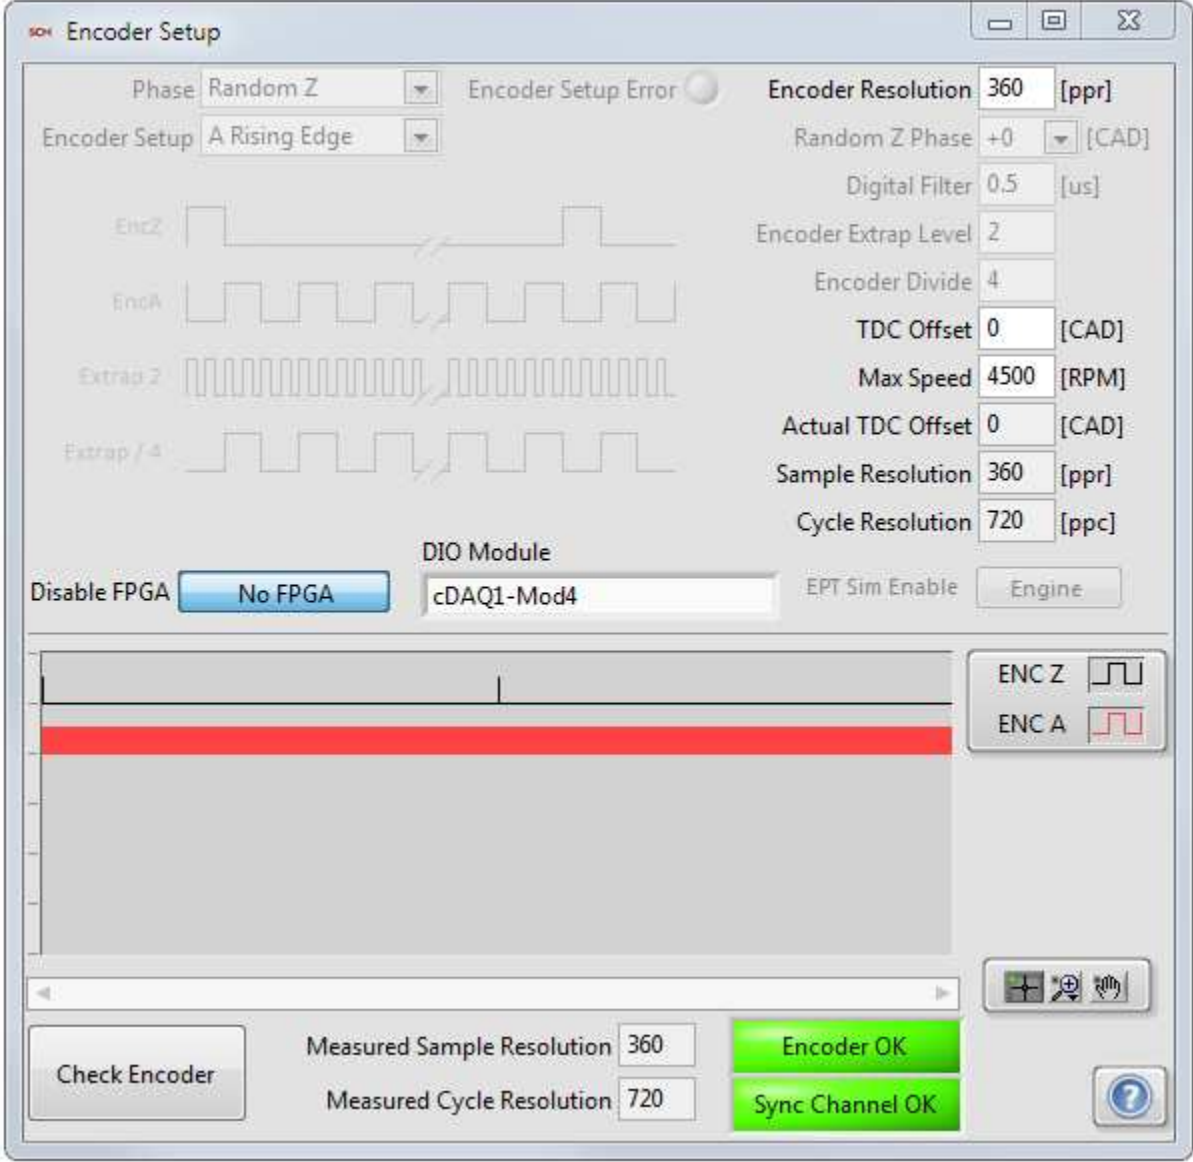 SCM Encoder Setup
Phase Random Z Encoder Setup Error Encoder Resolution 360 [ppr]
Encoder Setup A Rising Edge Random Z Phase +0 [CAD]
Digital Filter 0.5 [us]
EncZ Encoder Extrap Level 2
EncA Encoder Divide 4
TDC Offset 0 [CAD]
Extrap 2 Max Speed 4500 [RPM]
Actual TDC Offset 0 [CAD]
Extrap / 4 Sample Resolution 360 [ppr]
Cycle Resolution 720 [ppc]
DIO Module
Disable FPGA No FPGA cDAQ1-Mod4 EPT Sim Enable Engine
ENC Z
ENC A
Measured Sample Resolution 360 Encoder OK
Check Encoder
Measured Cycle Resolution 720 Sync Channel OK
?